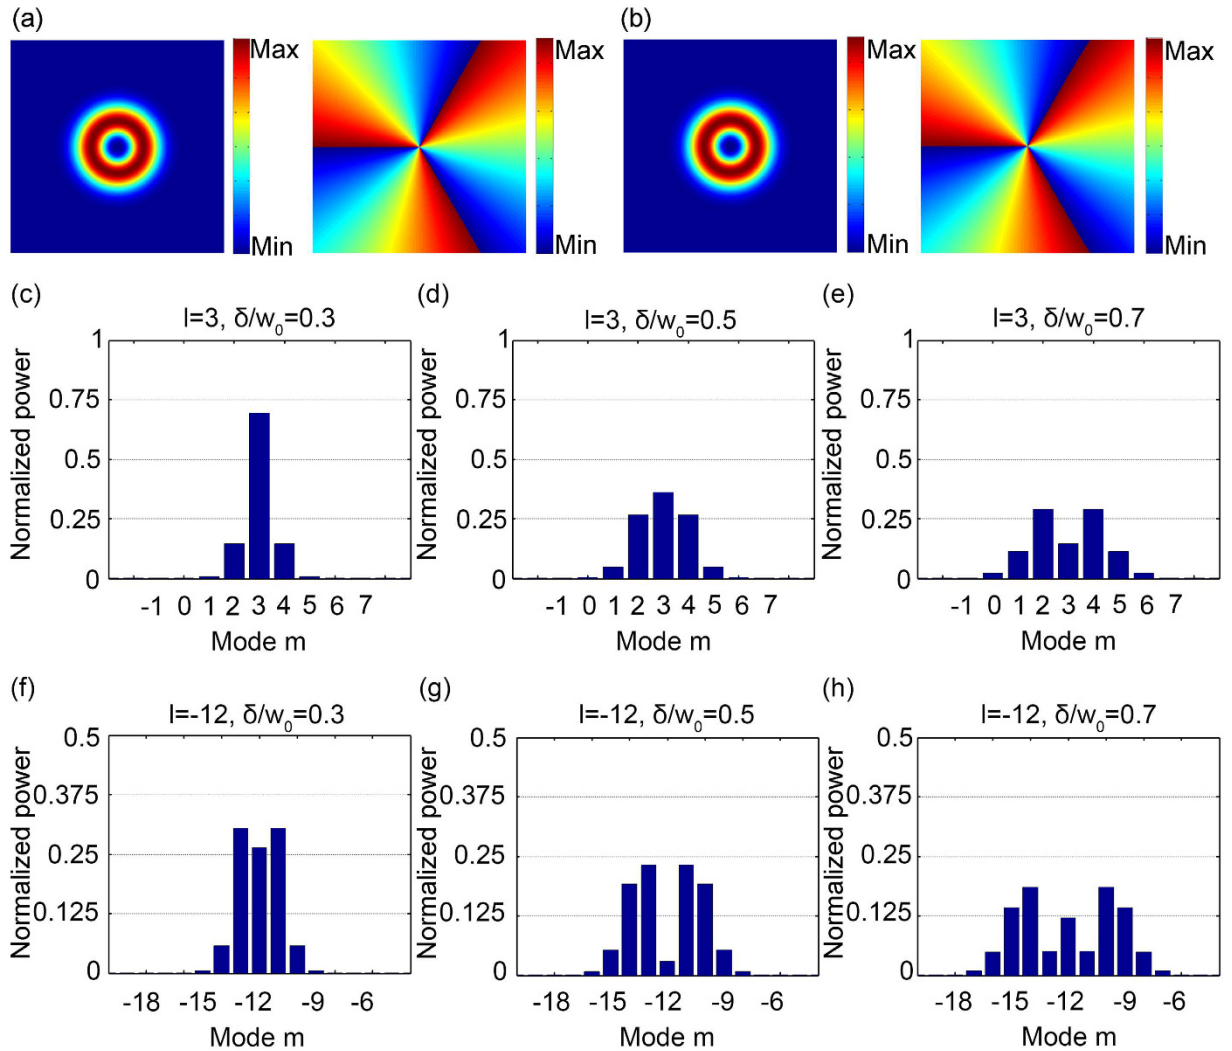 (a)
(b)
Max
Min
Max
Min
Max
Min
Max
Min
(c)
l=3, δ/w₀=0.3
Normalized power
1
0.75
0.5
0.25
0
-1 0 1 2 3 4 5 6 7
Mode m
(d)
l=3, δ/w₀=0.5
Normalized power
1
0.75
0.5
0.25
0
-1 0 1 2 3 4 5 6 7
Mode m
(e)
l=3, δ/w₀=0.7
Normalized power
1
0.75
0.5
0.25
0
-1 0 1 2 3 4 5 6 7
Mode m
(f)
l=-12, δ/w₀=0.3
Normalized power
0.5
0.375
0.25
0.125
0
-18 -15 -12 -9 -6
Mode m
(g)
l=-12, δ/w₀=0.5
Normalized power
0.5
0.375
0.25
0.125
0
-18 -15 -12 -9 -6
Mode m
(h)
l=-12, δ/w₀=0.7
Normalized power
0.5
0.375
0.25
0.125
0
-18 -15 -12 -9 -6
Mode m